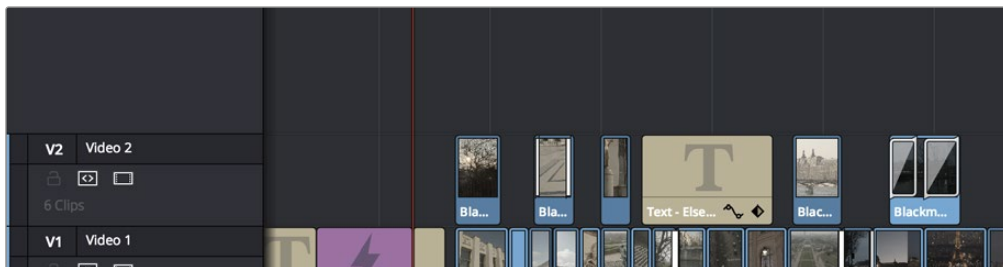 V2 Video 2
6 Clips
Bla...
Bla...
Text - Else...
Blac...
Blackm...
V1 Video 1
T
T